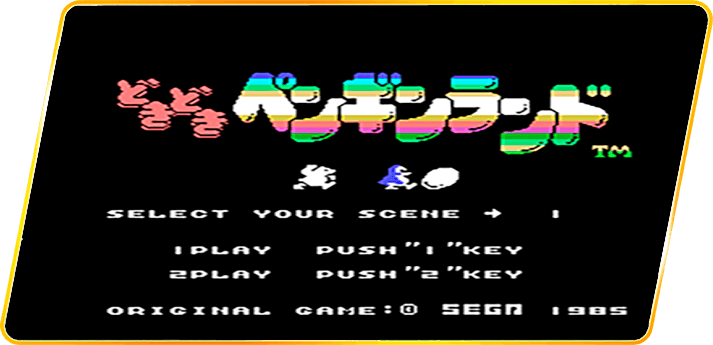 どきどきペンギンランド TM
SELECT YOUR SCENE → 1
1PLAY PUSH"1"KEY
2PLAY PUSH"2"KEY
ORIGINAL GAME:© SEGA 1985